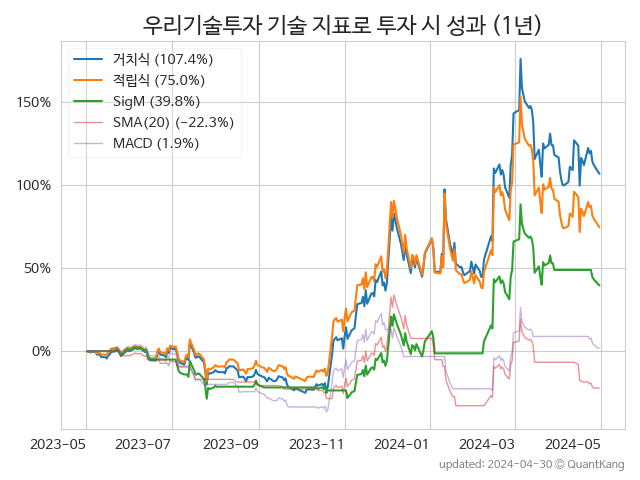 우리기술투자 기술 지표로 투자 시 성과 (1년)
거치식 (107.4%)
적립식 (75.0%)
SigM (39.8%)
SMA(20) (-22.3%)
MACD (1.9%)
150%
100%
50%
0%
2023-05 2023-07 2023-09 2023-11 2024-01 2024-03 2024-05
updated: 2024-04-30 © QuantKang